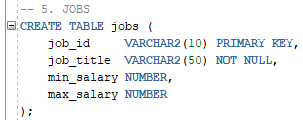 -- 5. JOBS
CREATE TABLE jobs (
    job_id     VARCHAR2(10) PRIMARY KEY,
    job_title  VARCHAR2(50) NOT NULL,
    min_salary NUMBER,
    max_salary NUMBER
);